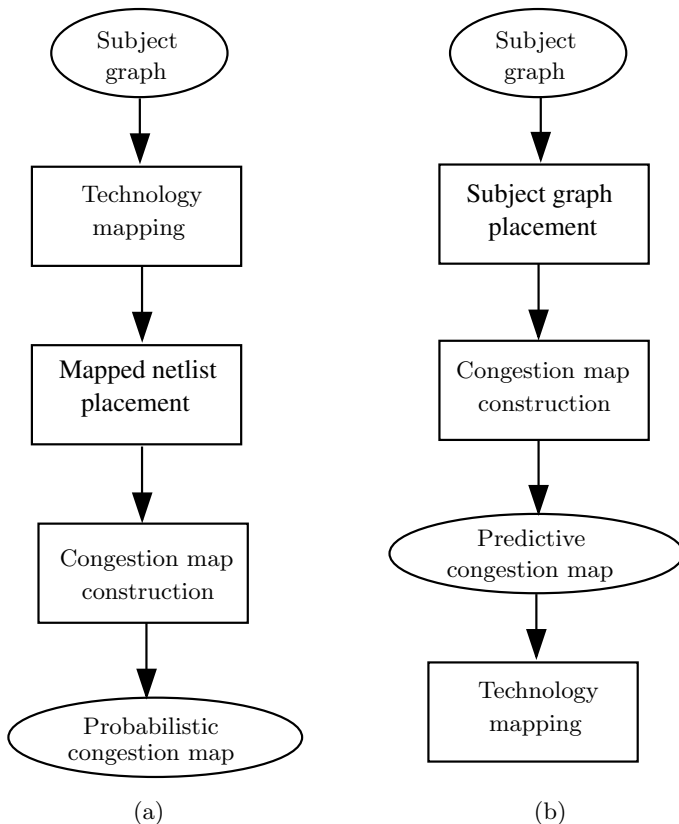 Subject
graph
Technology
mapping
Mapped netlist
placement
Congestion map
construction
Probabilistic
congestion map
(a)
Subject
graph
Subject graph
placement
Congestion map
construction
Predictive
congestion map
Technology
mapping
(b)